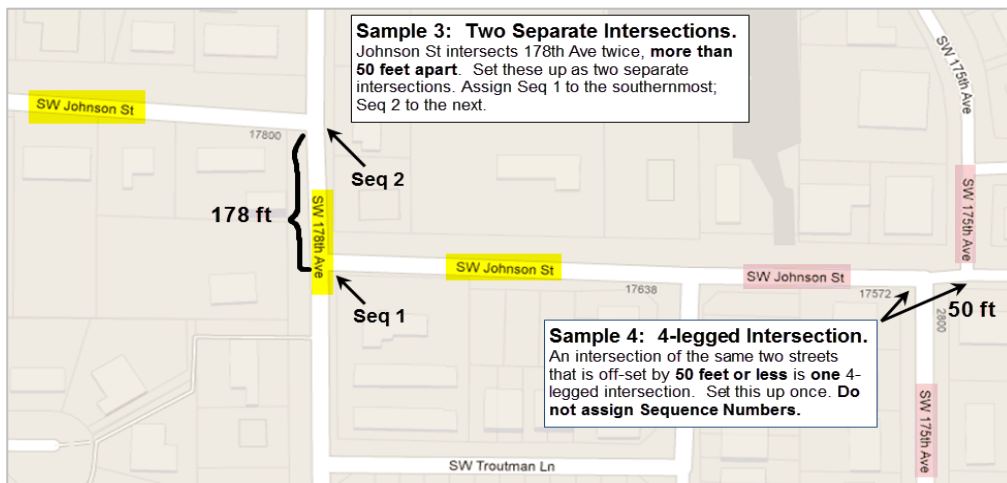 Sample 3: Two Separate Intersections.
Johnson St intersects 178th Ave twice, more than
50 feet apart. Set these up as two separate
intersections. Assign Seq 1 to the southernmost;
Seq 2 to the next.
SW 175th Ave
SW Johnson St
17800
Seq 2
178 ft
SW 178th Ave
SW 175th Ave
SW Johnson St
SW Johnson St
17638
17572
50 ft
Seq 1
2800
Sample 4: 4-legged Intersection.
An intersection of the same two streets
that is off-set by 50 feet or less is one 4-
legged intersection. Set this up once. Do
not assign Sequence Numbers.
SW 175th Ave
SW Troutman Ln